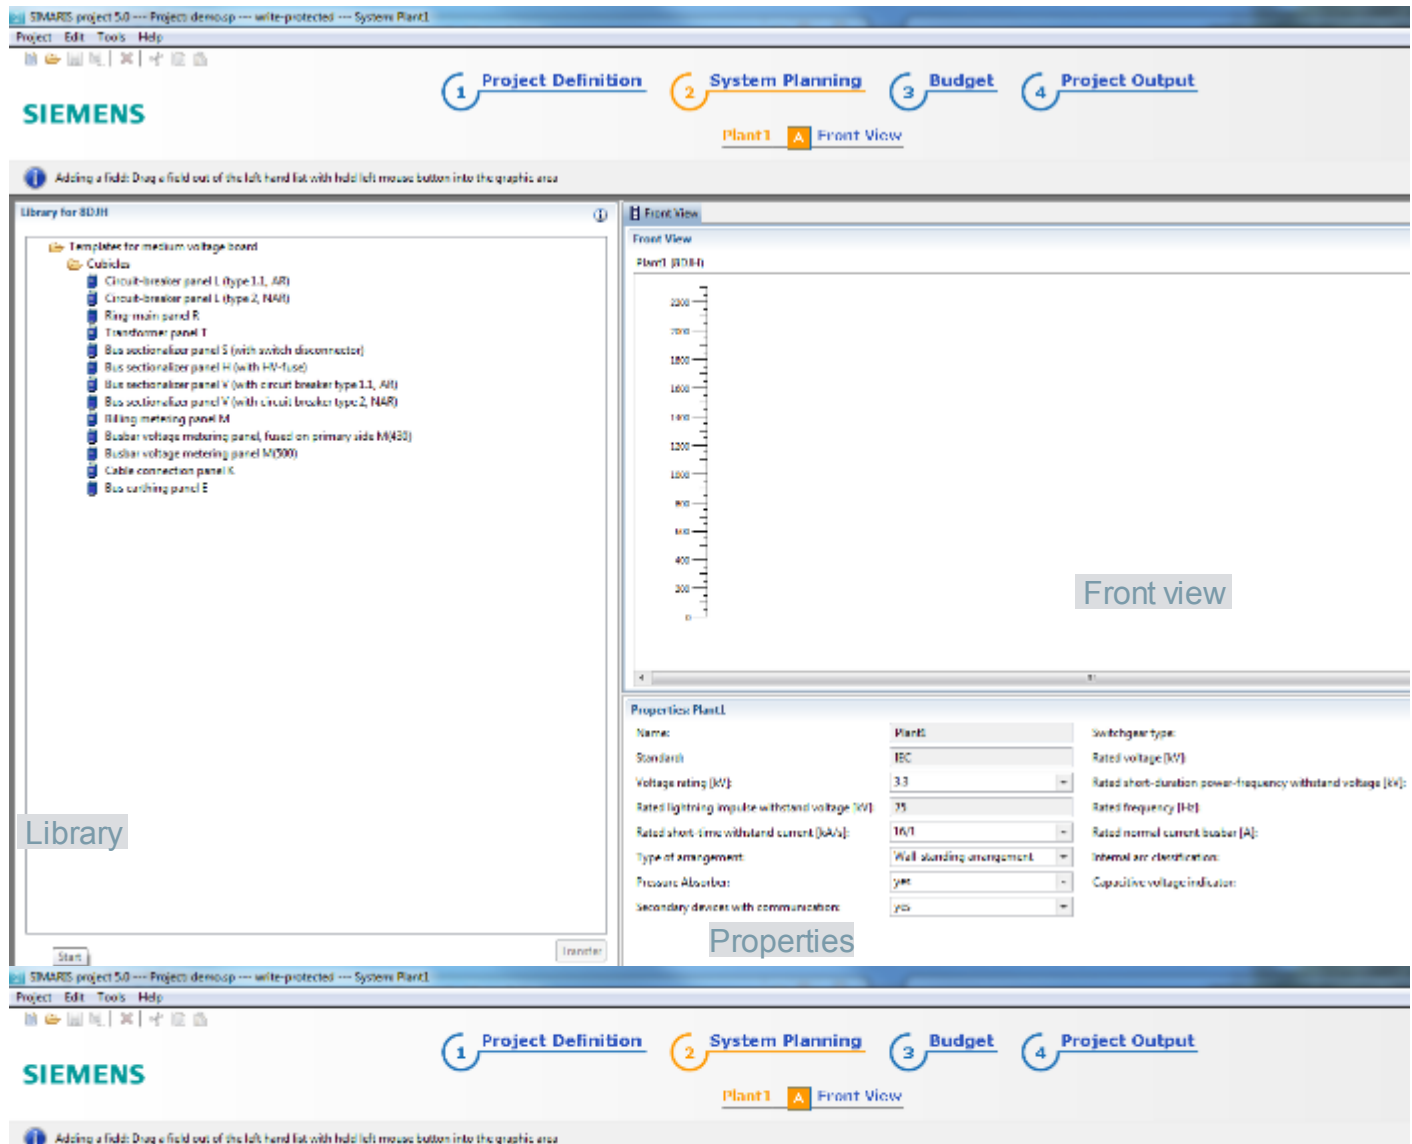 SIMARIS project 5.0 --- Project: demo.sp --- write-protected --- System: Plant1
Project Edit Tools Help
1 Project Definition
2 System Planning
3 Budget
4 Project Output
SIEMENS
Plant1 A Front View
Adding a field: Drag a field out of the left hand list with held left mouse button into the graphic area
Library for 8DJH
Templates for medium voltage board
Cubicles
Circuit-breaker panel L (type 1.1, AR)
Circuit-breaker panel L (type 2, NAR)
Ring-main panel R
Transformer panel T
Bus sectionalizer panel S (with switch disconnector)
Bus sectionalizer panel H (with HV-fuse)
Bus sectionalizer panel V (with circuit breaker type 1.1, AR)
Bus sectionalizer panel V (with circuit breaker type 2, NAR)
Billing metering panel M
Busbar voltage metering panel, fused on primary side M(430)
Busbar voltage metering panel M(500)
Cable connection panel K
Bus earthing panel E
Library
Start
Transfer
Front View
Front View
Plant1 (8DJH)
2200
2000
1800
1600
1400
1200
1000
800
600
400
200
0
Front view
Properties: Plant1
Name: Plant1 Switchgear type:
Standard: IEC Rated voltage [kV]:
Voltage rating [kV]: 3.3 Rated short-duration power-frequency withstand voltage [kV]:
Rated lightning impulse withstand voltage [kV]: 75 Rated frequency [Hz]:
Rated short-time withstand current [kA/s]: 16/1 Rated normal current busbar [A]:
Type of arrangement: Wall-standing arrangement Internal arc classification:
Pressure Absorber: yes Capacitive voltage indicator:
Secondary devices with communication: yes
Properties
SIMARIS project 5.0 --- Project: demo.sp --- write-protected --- System: Plant1
Project Edit Tools Help
1 Project Definition
2 System Planning
3 Budget
4 Project Output
SIEMENS
Plant1 A Front View
Adding a field: Drag a field out of the left hand list with held left mouse button into the graphic area